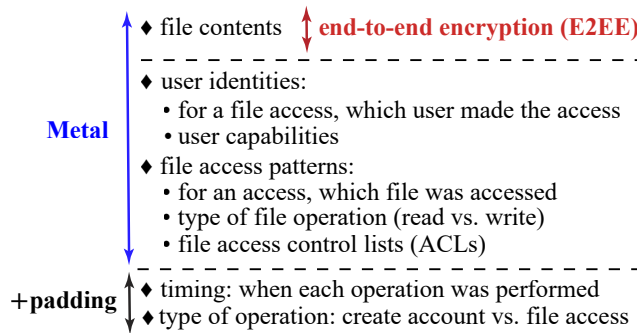 ♦ file contents end-to-end encryption (E2EE)
♦ user identities:
• for a file access, which user made the access
• user capabilities
Metal
♦ file access patterns:
• for an access, which file was accessed
• type of file operation (read vs. write)
• file access control lists (ACLs)
+padding
♦ timing: when each operation was performed
♦ type of operation: create account vs. file access